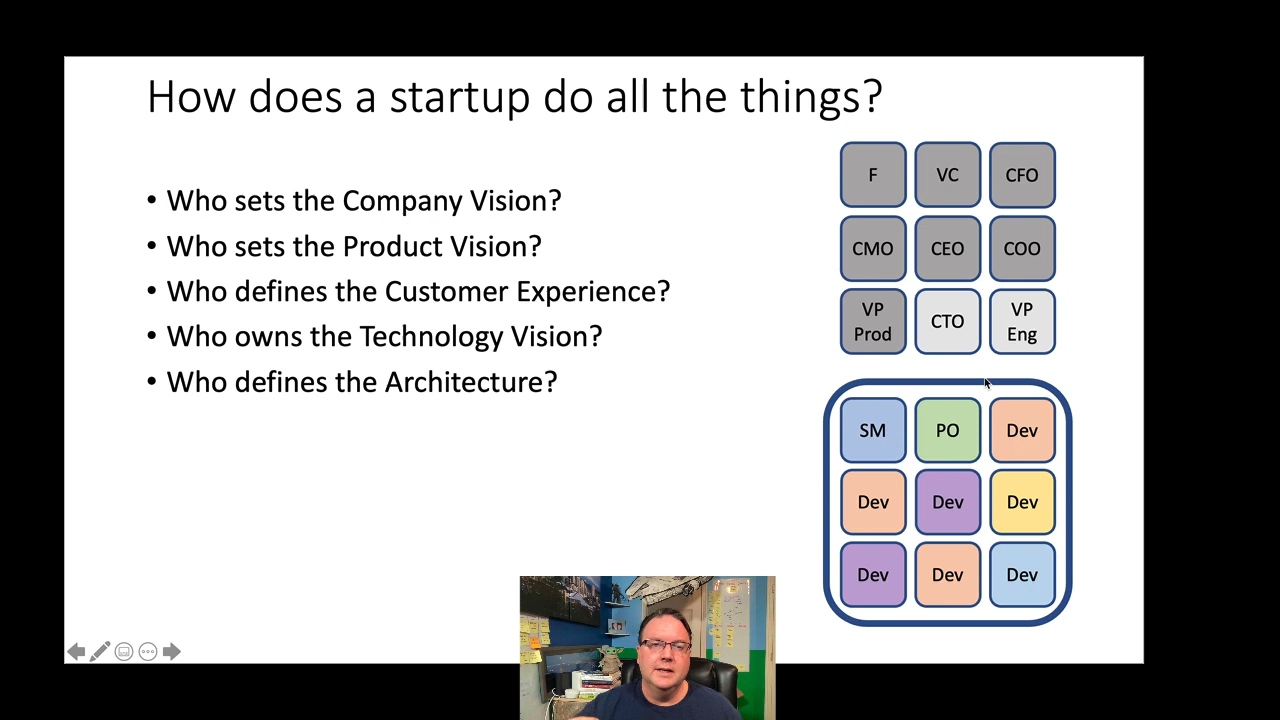 How does a startup do all the things?
• Who sets the Company Vision?
• Who sets the Product Vision?
• Who defines the Customer Experience?
• Who owns the Technology Vision?
• Who defines the Architecture?
F VC CFO
CMO CEO COO
VP Prod CTO VP Eng
SM PO Dev
Dev Dev Dev
Dev Dev Dev